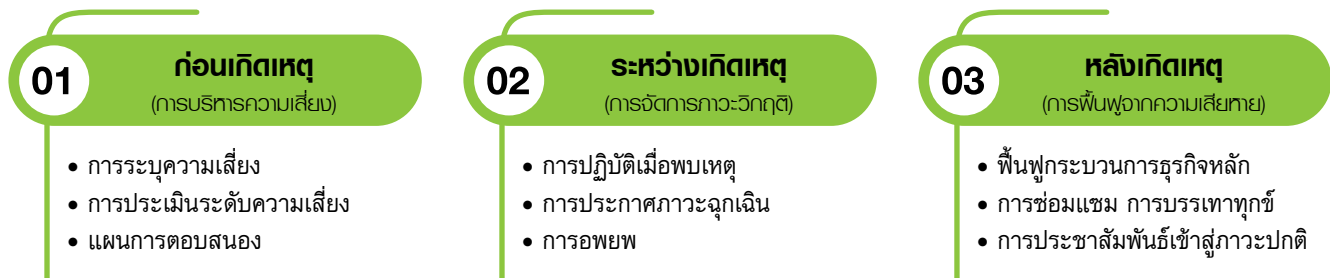 01
ก่อนเกิดเหตุ
(การบริหารความเสี่ยง)
• การระบุความเสี่ยง
• การประเมินระดับความเสี่ยง
• แผนการตอบสนอง
02
ระหว่างเกิดเหตุ
(การจัดการภาวะวิกฤติ)
• การปฏิบัติเมื่อพบเหตุ
• การประกาศภาวะฉุกเฉิน
• การอพยพ
03
หลังเกิดเหตุ
(การฟื้นฟูจากความเสียหาย)
• ฟื้นฟูกระบวนการธุรกิจหลัก
• การซ่อมแซม การบรรเทาทุกข์
• การประชาสัมพันธ์เข้าสู่ภาวะปกติ